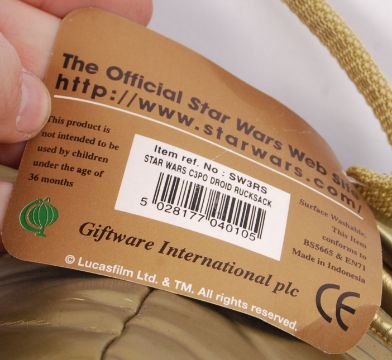 The Official Star Wars Web Site
http://www.starwars.com/
This product is
not intended to be
used by children
under the age of
36 months
Item ref. No : SW3RS
STAR WARS C3PO DROID RUCKSACK
5 028177 040105
Surface Washable.
This Item
conforms to
BS5665 & EN71
Made in Indonesia
Giftware International plc
© Lucasfilm Ltd. & TM. All rights reserved.
CE